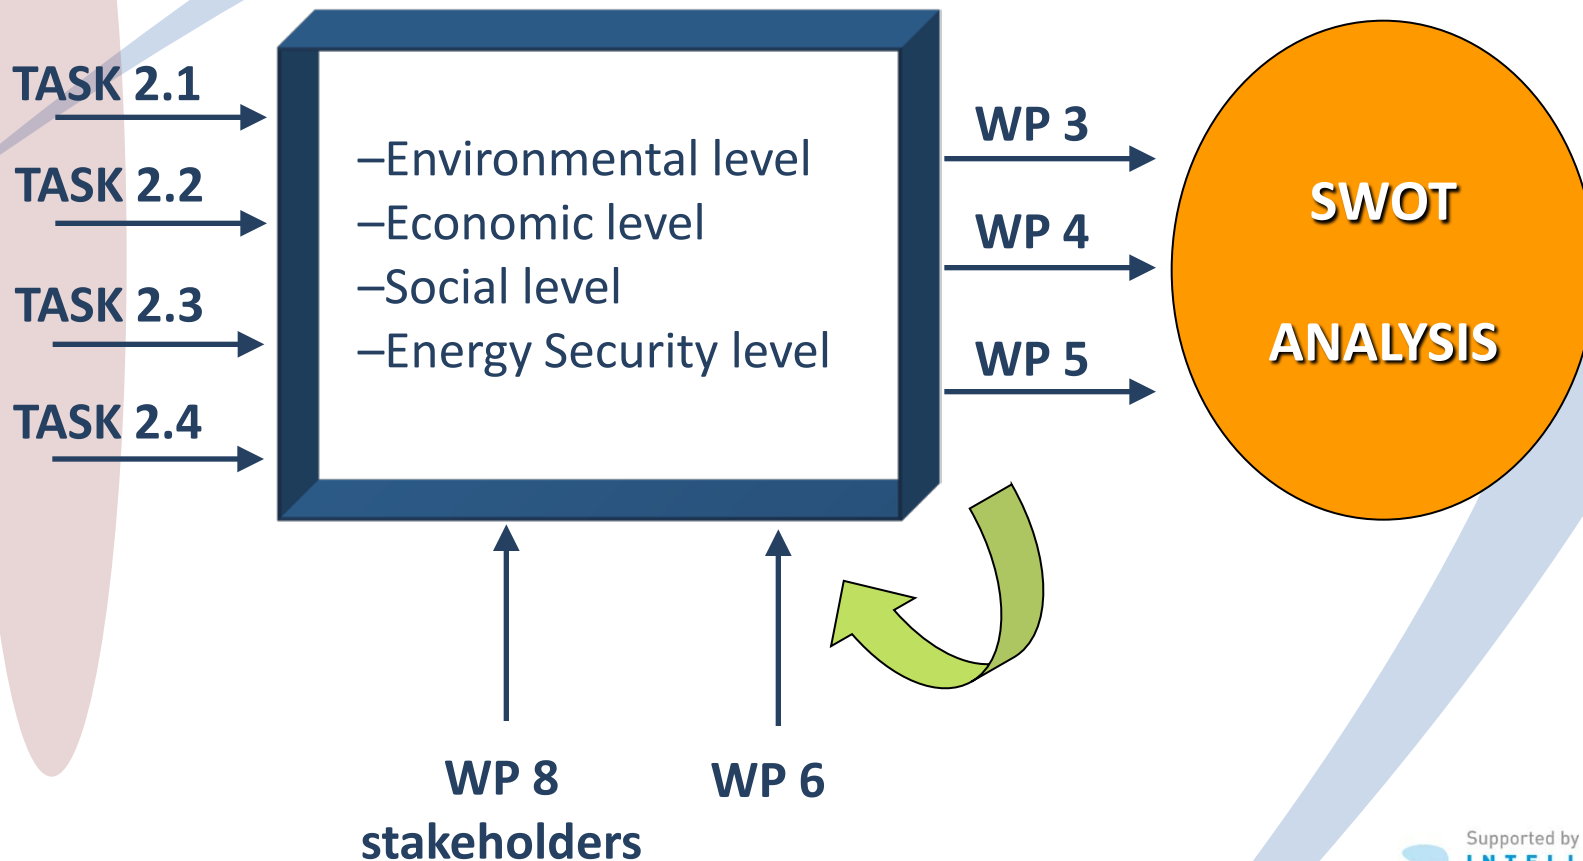 TASK 2.1
TASK 2.2
TASK 2.3
TASK 2.4
–Environmental level
–Economic level
–Social level
–Energy Security level
WP 3
WP 4
WP 5
SWOT
ANALYSIS
WP 8
stakeholders
WP 6
Supported by